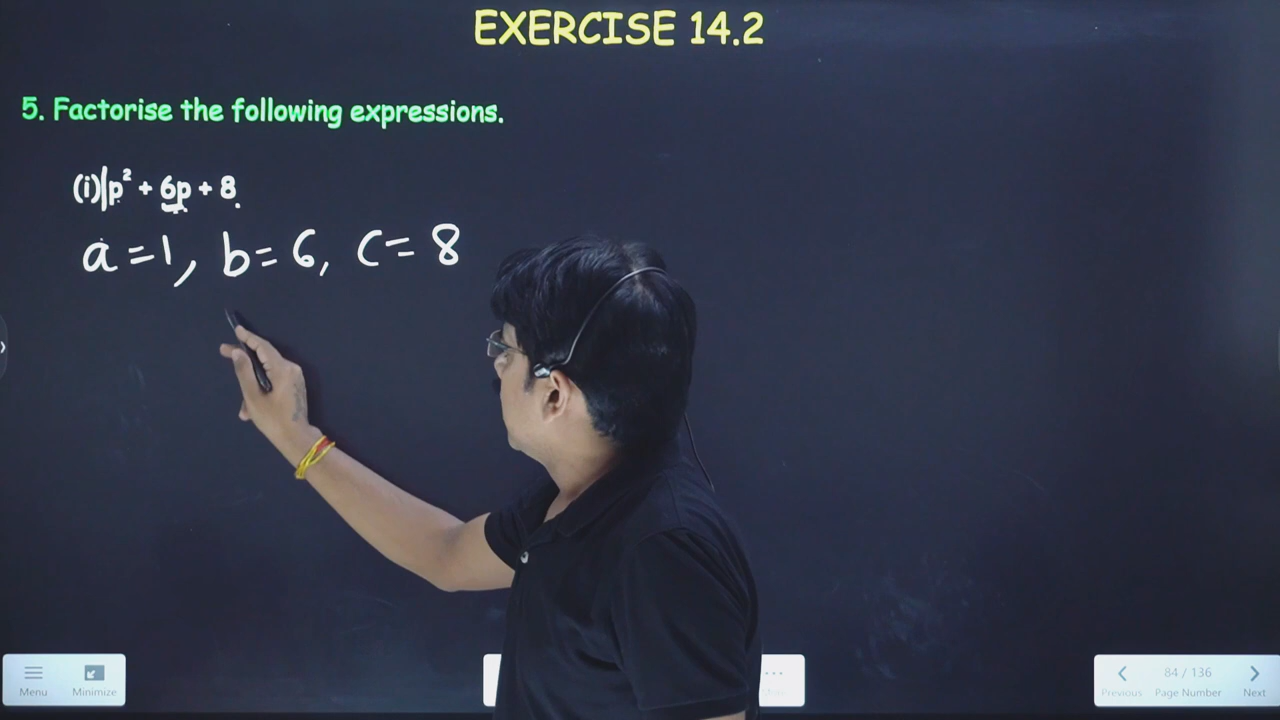 EXERCISE 14.2
5. Factorise the following expressions.
(i) p² + 6p + 8
a = 1, b = 6, c = 8
Menu
Minimize
Previous
84 / 136
Page Number
Next